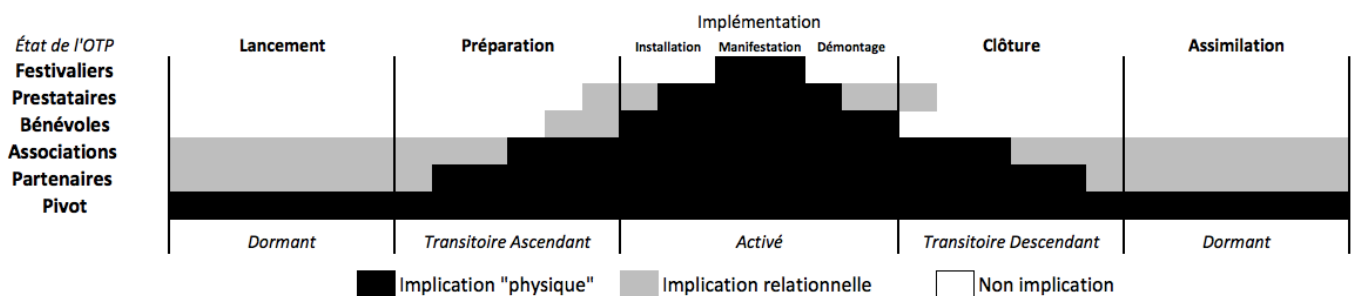 Implémentation
État de l'OTP Lancement Préparation Installation Manifestation Démontage Clôture Assimilation
Festivaliers
Prestataires
Bénévoles
Associations
Partenaires
Pivot
Dormant Transitoire Ascendant Activé Transitoire Descendant Dormant
Implication "physique" Implication relationnelle Non implication